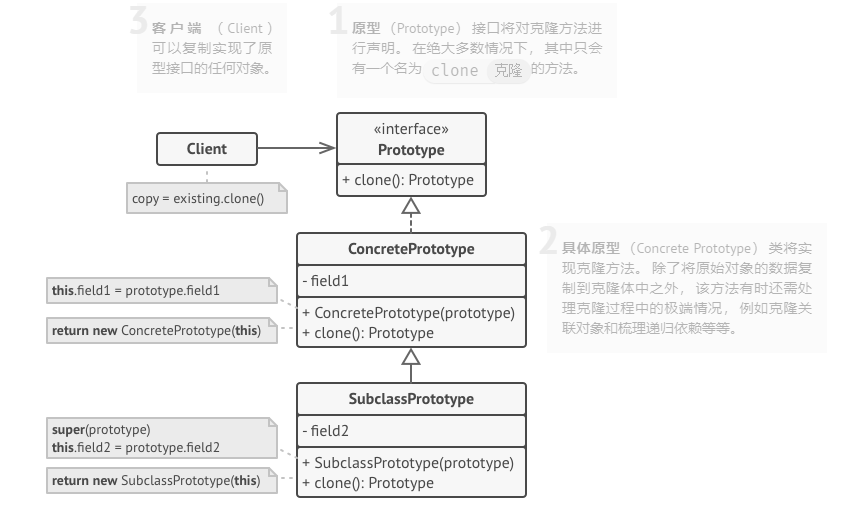 3
客户端 （Client）
可以复制实现了原
型接口的任何对象。
1
原型 （Prototype） 接口将对克隆方法进
行声明。 在绝大多数情况下， 其中只会
有一个名为 clone 克隆 的方法。
«interface»
Prototype
+ clone(): Prototype
Client
copy = existing.clone()
ConcretePrototype
- field1
+ ConcretePrototype(prototype)
+ clone(): Prototype
this.field1 = prototype.field1
return new ConcretePrototype(this)
2
具体原型 （Concrete Prototype） 类将实
现克隆方法。 除了将原始对象的数据复
制到克隆体中之外， 该方法有时还需处
理克隆过程中的极端情况， 例如克隆关
联对象和梳理递归依赖等等。
SubclassPrototype
- field2
+ SubclassPrototype(prototype)
+ clone(): Prototype
super(prototype)
this.field2 = prototype.field2
return new SubclassPrototype(this)